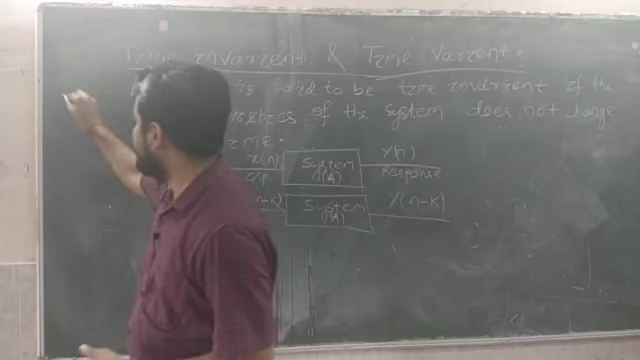 Time invarient & Time varient:
is said to be time invarient if the
of the system does not change
x(n) System y(n)
(A) Response
System y(n-k)
(A)